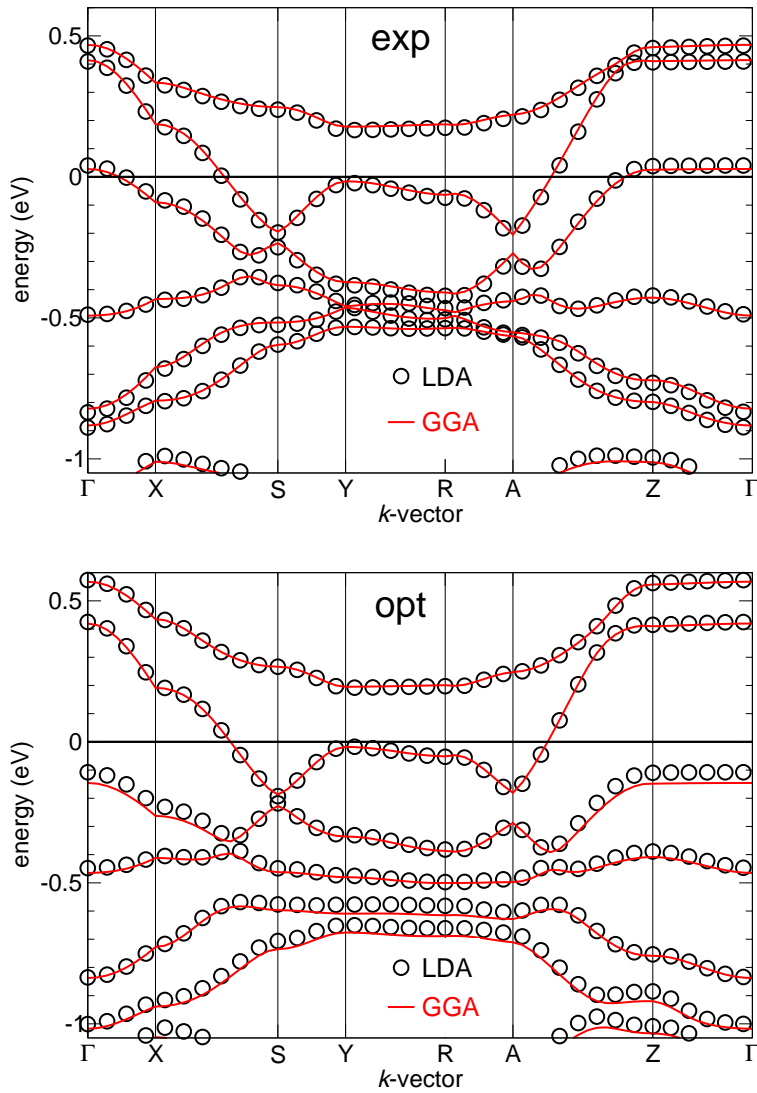 exp
0.5
0
-0.5
-1
energy (eV)
LDA
GGA
Γ X S Y R A Z Γ
k-vector
opt
0.5
0
-0.5
-1
energy (eV)
LDA
GGA
Γ X S Y R A Z Γ
k-vector